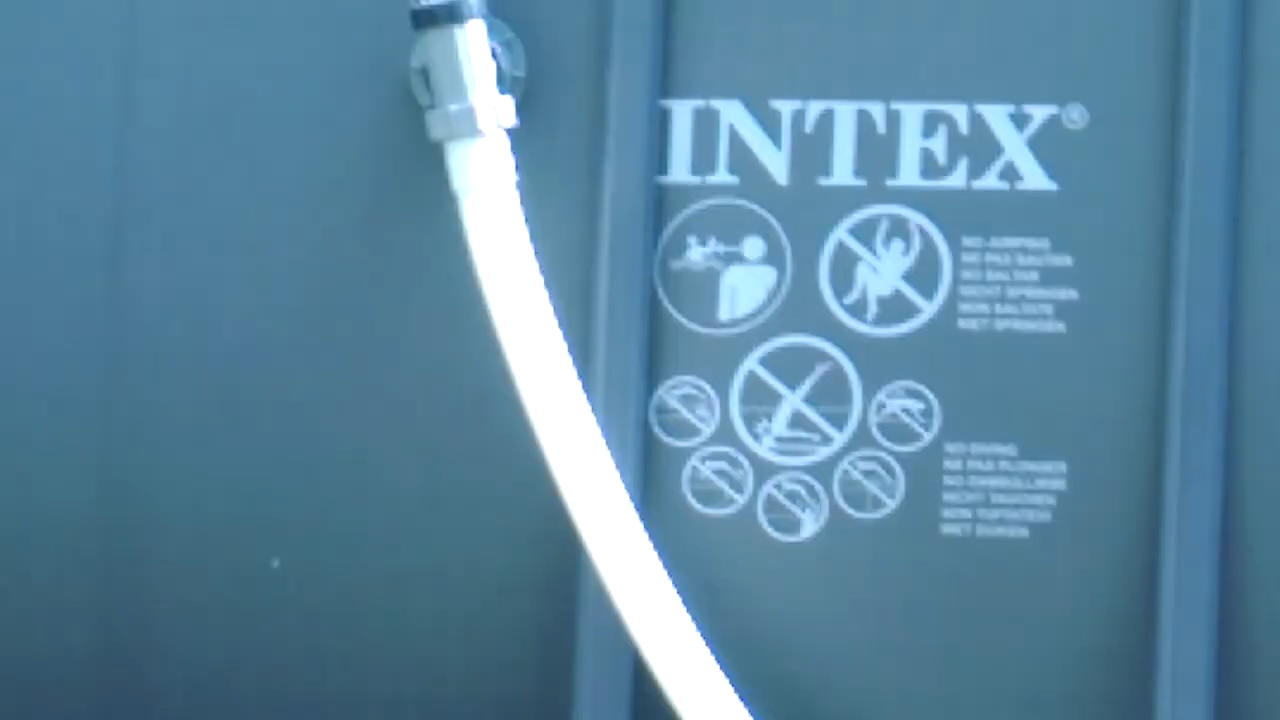 INTEX®
NO JUMPING
NE PAS SAUTER
NO SALTAR
NICHT SPRINGEN
NON SALTATE
NIET SPRINGEN
NO DIVING
NE PAS PLONGER
NO ZAMBULLIRSE
NICHT TAUCHEN
NON TUFFATEVI
NIET DUIKEN